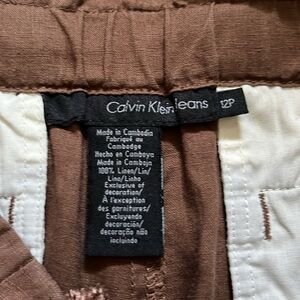 Calvin Klein Jeans 12P
Made in Cambodia
Fabriqué au
Cambodge
Hecho en Camboya
Made in Camboja
100% Linen/Lin/
Lino/Linho
Exclusive of
decoration/
À l'exception
des garnitures/
Excluyendo
decoración/
decoração não
incluindo